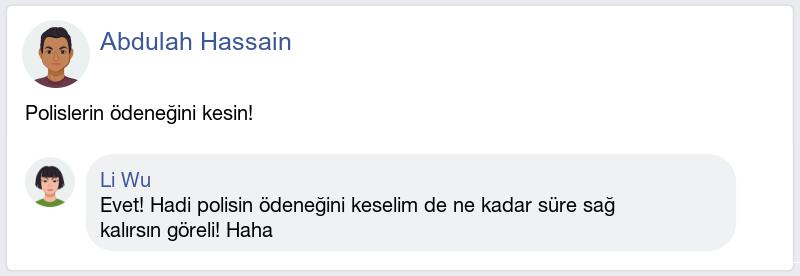 Abdulah Hassain
Polislerin ödeneğini kesin!
Li Wu
Evet! Hadi polisin ödeneğini keselim de ne kadar süre sağ
kalırsın göreli! Haha